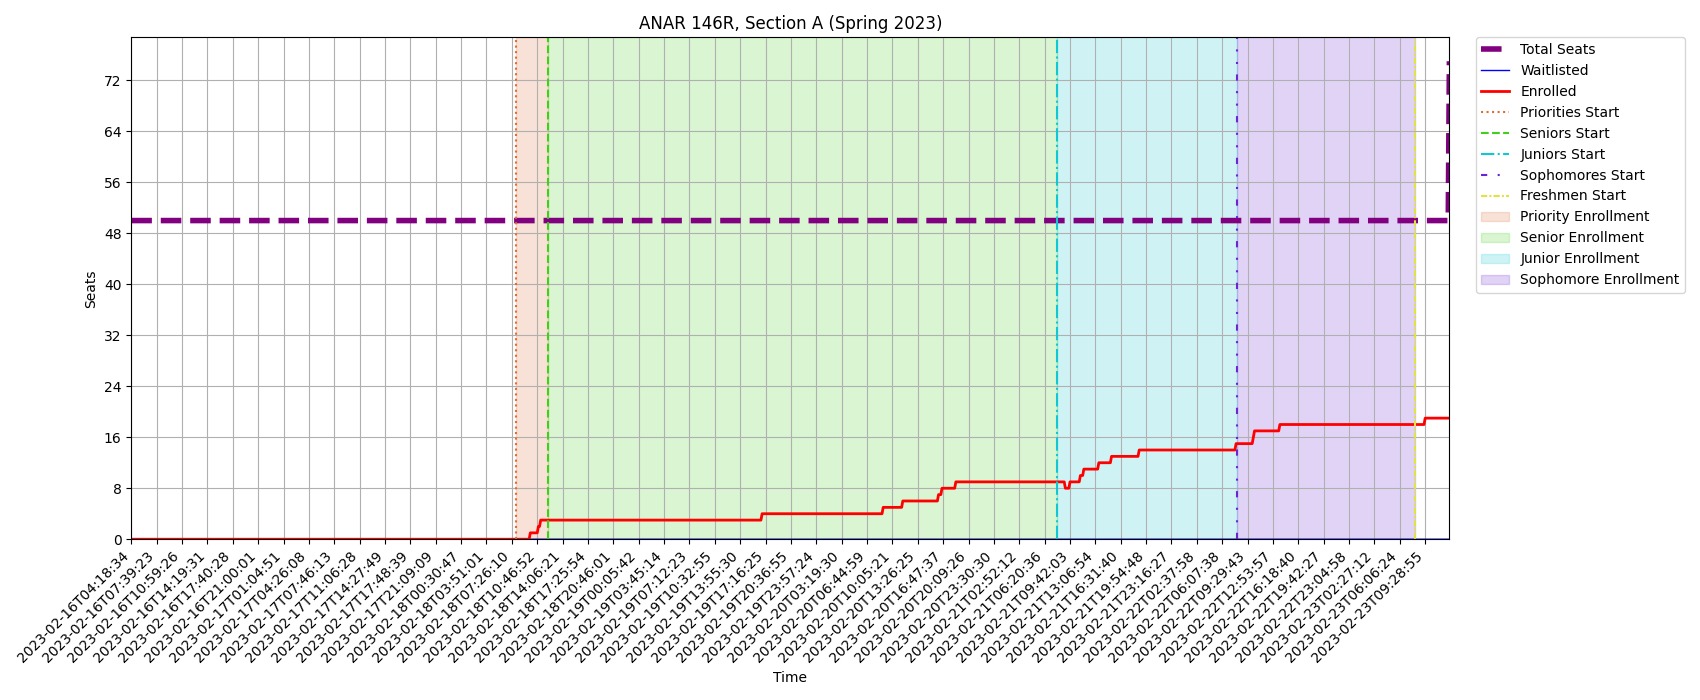 ANAR 146R, Section A (Spring 2023)
Total Seats
Waitlisted
Enrolled
Priorities Start
Seniors Start
Juniors Start
Sophomores Start
Freshmen Start
Priority Enrollment
Senior Enrollment
Junior Enrollment
Sophomore Enrollment
Seats
72
64
56
48
40
32
24
16
8
0
2023-02-16T04:18:34
2023-02-16T07:39:23
2023-02-16T10:59:26
2023-02-16T14:19:31
2023-02-16T17:40:28
2023-02-16T21:00:01
2023-02-17T01:04:51
2023-02-17T04:26:08
2023-02-17T07:46:13
2023-02-17T11:06:28
2023-02-17T14:27:49
2023-02-17T17:48:39
2023-02-17T21:09:09
2023-02-18T00:30:47
2023-02-18T03:51:01
2023-02-18T07:26:10
2023-02-18T10:46:52
2023-02-18T14:06:21
2023-02-18T17:25:54
2023-02-18T20:46:01
2023-02-19T00:05:42
2023-02-19T03:45:14
2023-02-19T07:12:23
2023-02-19T10:32:55
2023-02-19T13:55:30
2023-02-19T17:16:25
2023-02-19T20:36:55
2023-02-19T23:57:24
2023-02-20T03:19:30
2023-02-20T06:44:59
2023-02-20T10:05:21
2023-02-20T13:26:25
2023-02-20T16:47:37
2023-02-20T20:09:26
2023-02-20T23:30:30
2023-02-21T02:52:12
2023-02-21T06:20:36
2023-02-21T09:42:03
2023-02-21T13:06:54
2023-02-21T16:31:40
2023-02-21T19:54:48
2023-02-21T23:16:27
2023-02-22T02:37:58
2023-02-22T06:07:38
2023-02-22T09:29:43
2023-02-22T12:53:57
2023-02-22T16:18:40
2023-02-22T19:42:27
2023-02-22T23:04:58
2023-02-23T02:27:12
2023-02-23T06:06:24
2023-02-23T09:28:55
Time